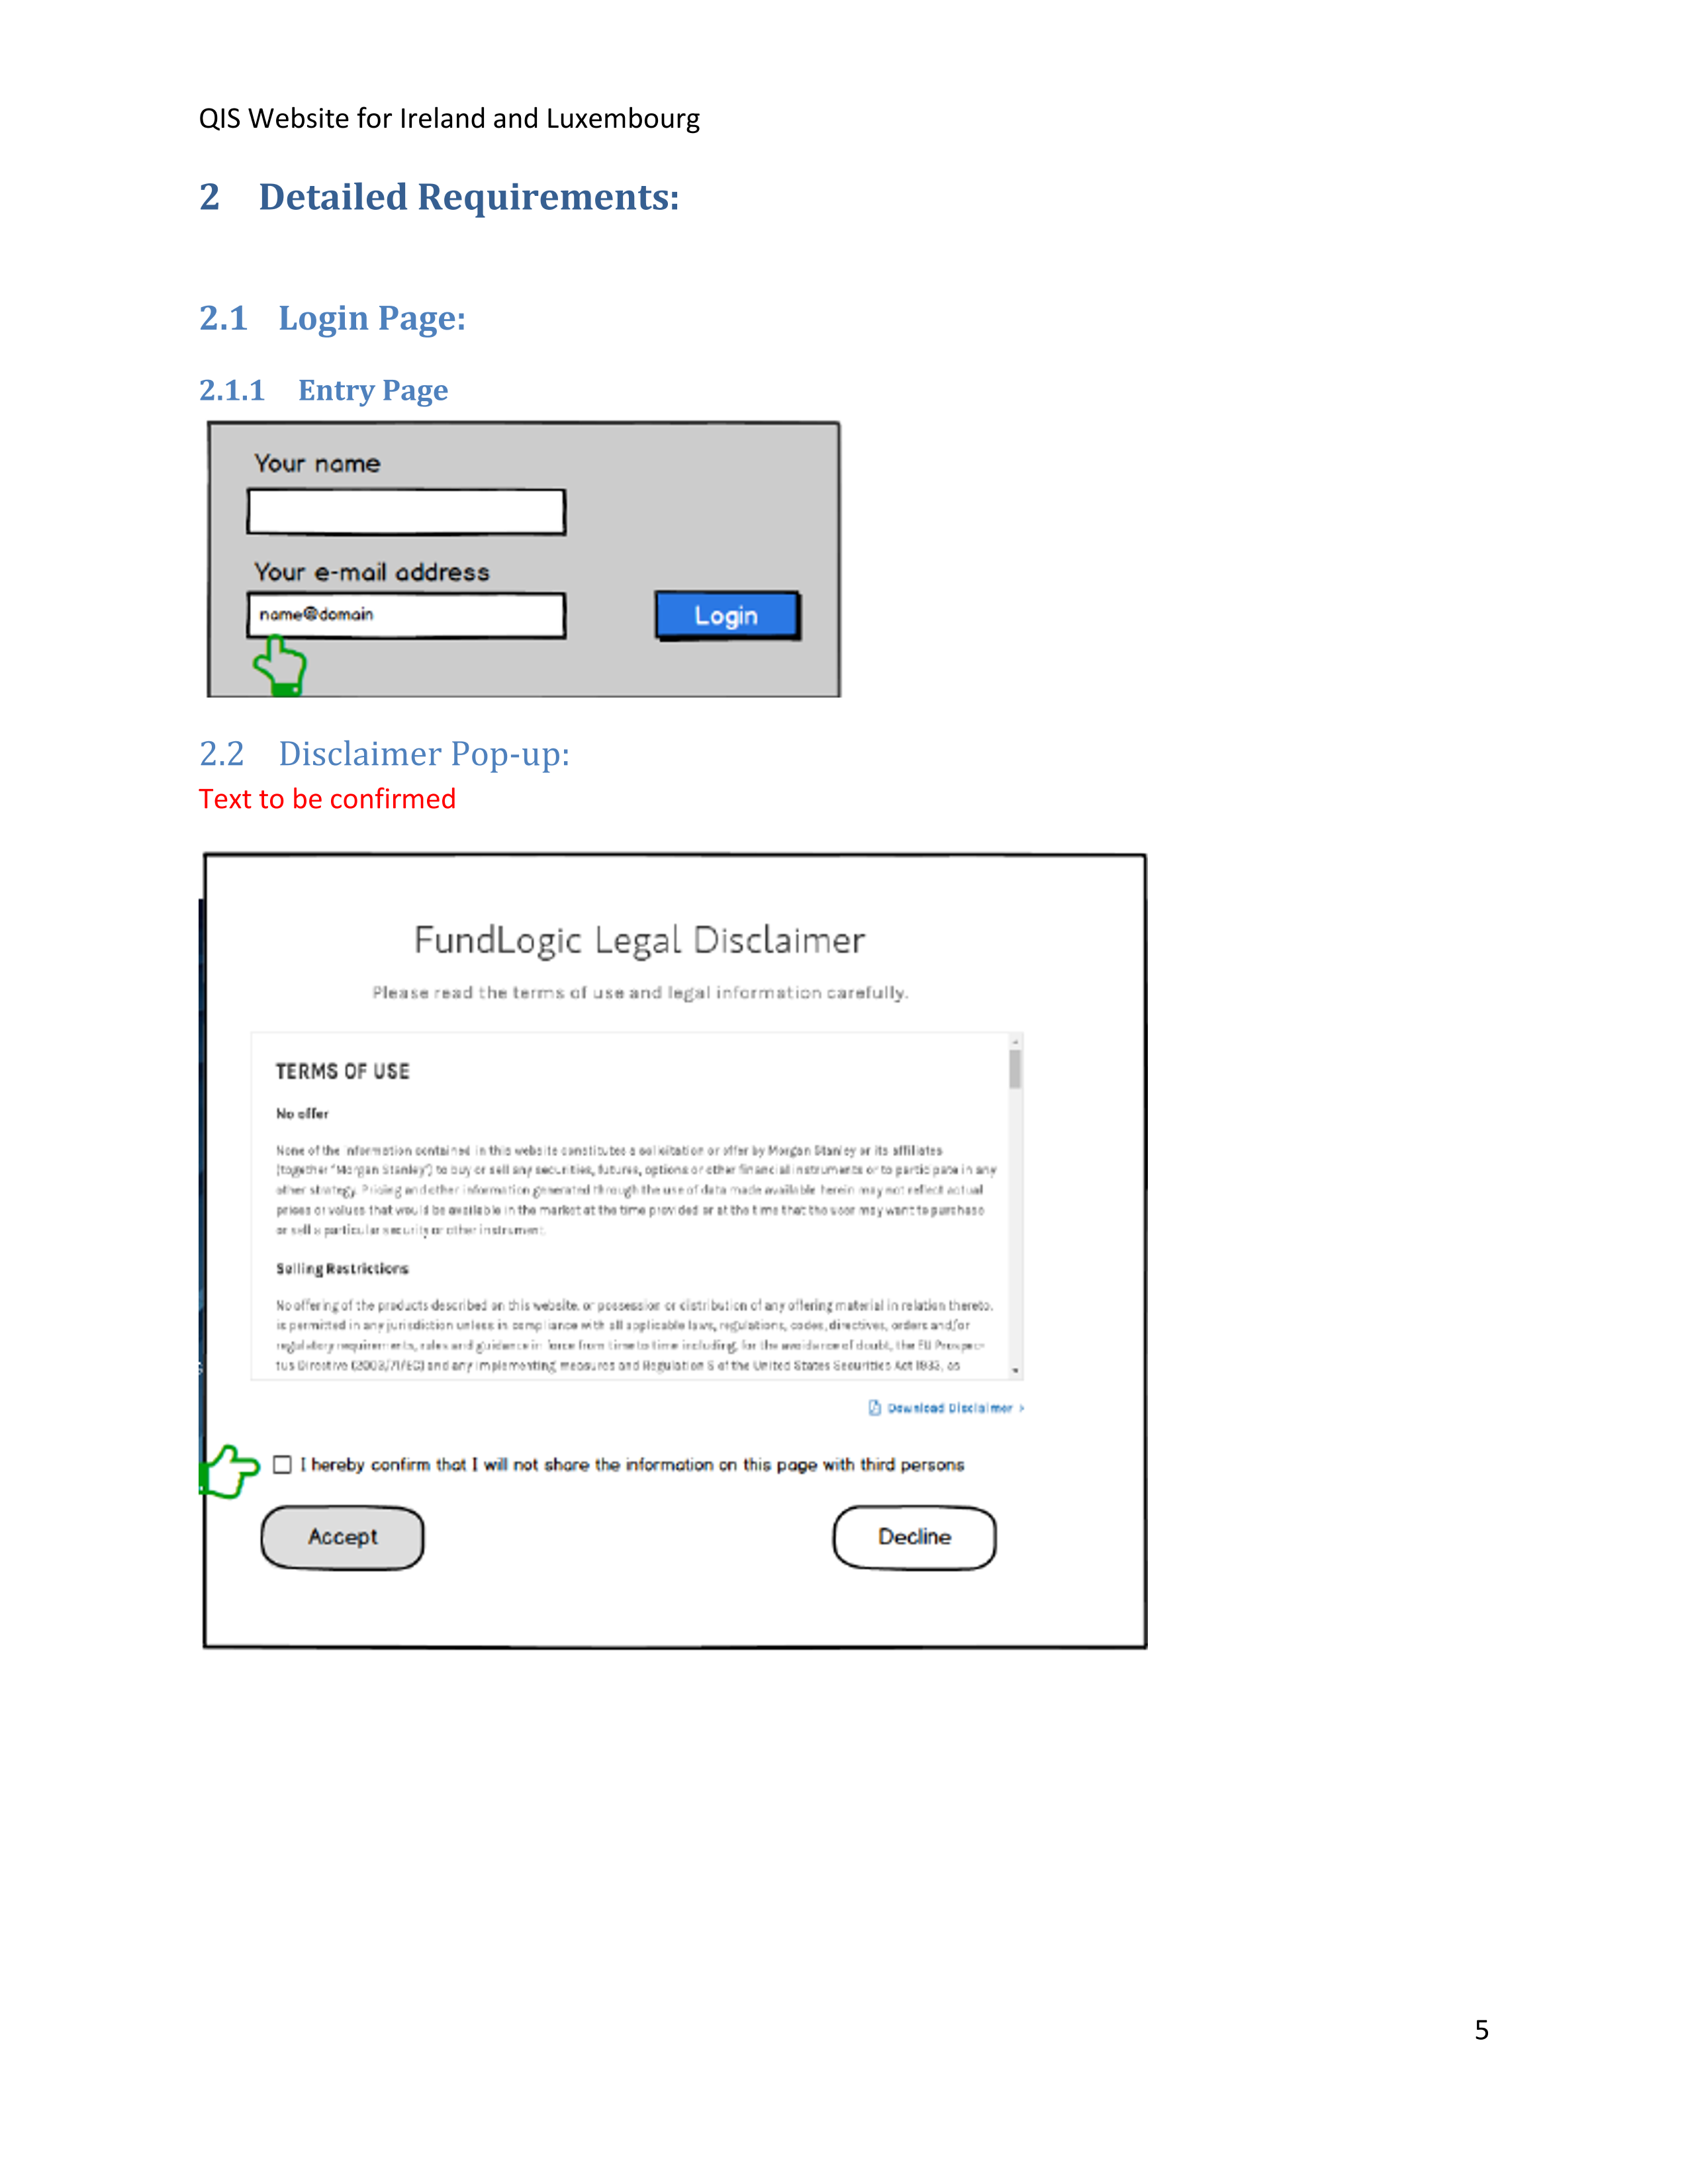 QIS Website for Ireland and Luxembourg
2 Detailed Requirements:
2.1 Login Page:
2.1.1 Entry Page
Your name
Your e-mail address
name@domain
Login
2.2 Disclaimer Pop-up:
Text to be confirmed
FundLogic Legal Disclaimer
Please read the terms of use and legal information carefully.
TERMS OF USE
No offer
None of the information contained in this website constitutes a solicitation or offer by Morgan Stanley or its affiliates
(together "Morgan Stanley") to buy or sell any securities, futures, options or other financial instruments or to participate in any
other strategy. Pricing and other information generated through the use of data made available herein may not reflect actual
prices or values that would be available in the market at the time provided or at the time that the user may want to purchase
or sell a particular security or other instrument.
Selling Restrictions
No offering of the products described on this website, or possession or distribution of any offering material in relation thereto,
is permitted in any jurisdiction unless in compliance with all applicable laws, regulations, codes, directives, orders and/or
regulatory requirements, rules and guidance in force from time to time including, for the avoidance of doubt, the EU Prospec-
tus Directive (2003/71/EC) and any implementing measures and Regulation S of the United States Securities Act 1933, as
Download Disclaimer >
I hereby confirm that I will not share the information on this page with third persons
Accept
Decline
5